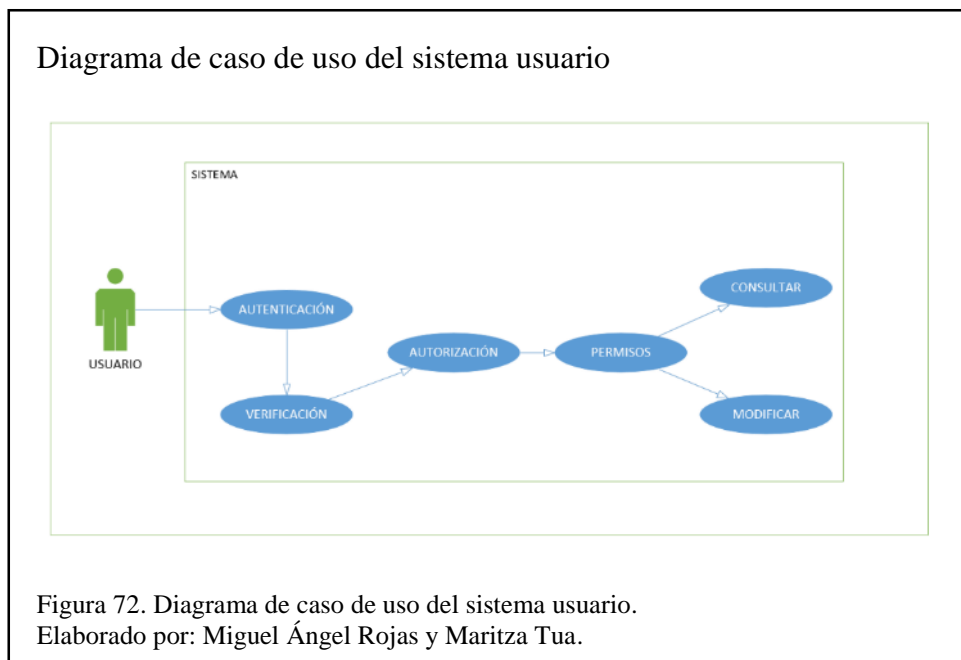 Diagrama de caso de uso del sistema usuario
SISTEMA
USUARIO
AUTENTICACIÓN
VERIFICACIÓN
AUTORIZACIÓN
PERMISOS
CONSULTAR
MODIFICAR
Figura 72. Diagrama de caso de uso del sistema usuario.
Elaborado por: Miguel Ángel Rojas y Maritza Tua.